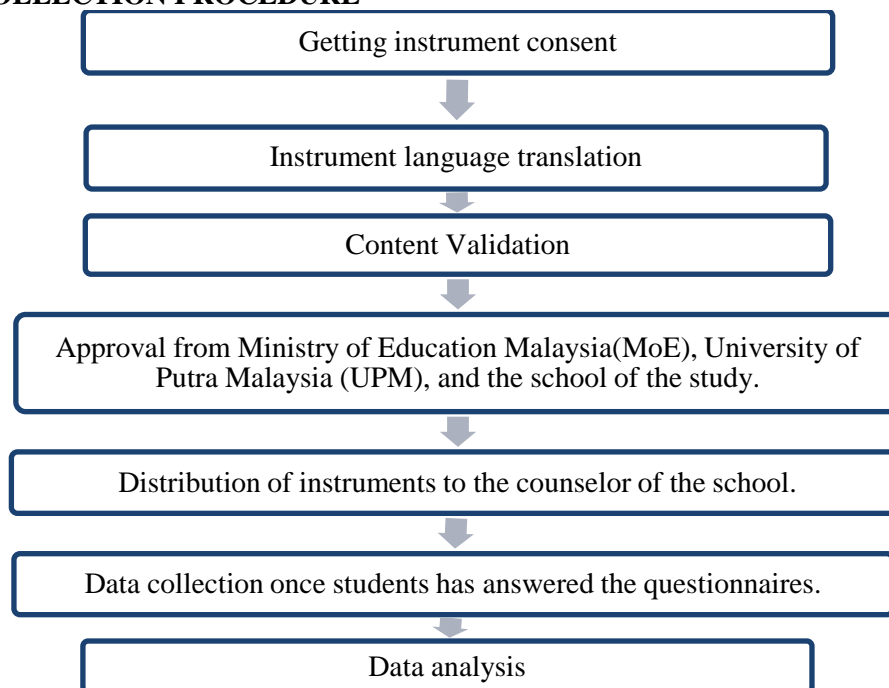 COLLECTION PROCEDURE
Getting instrument consent
Instrument language translation
Content Validation
Approval from Ministry of Education Malaysia(MoE), University of
Putra Malaysia (UPM), and the school of the study.
Distribution of instruments to the counselor of the school.
Data collection once students has answered the questionnaires.
Data analysis